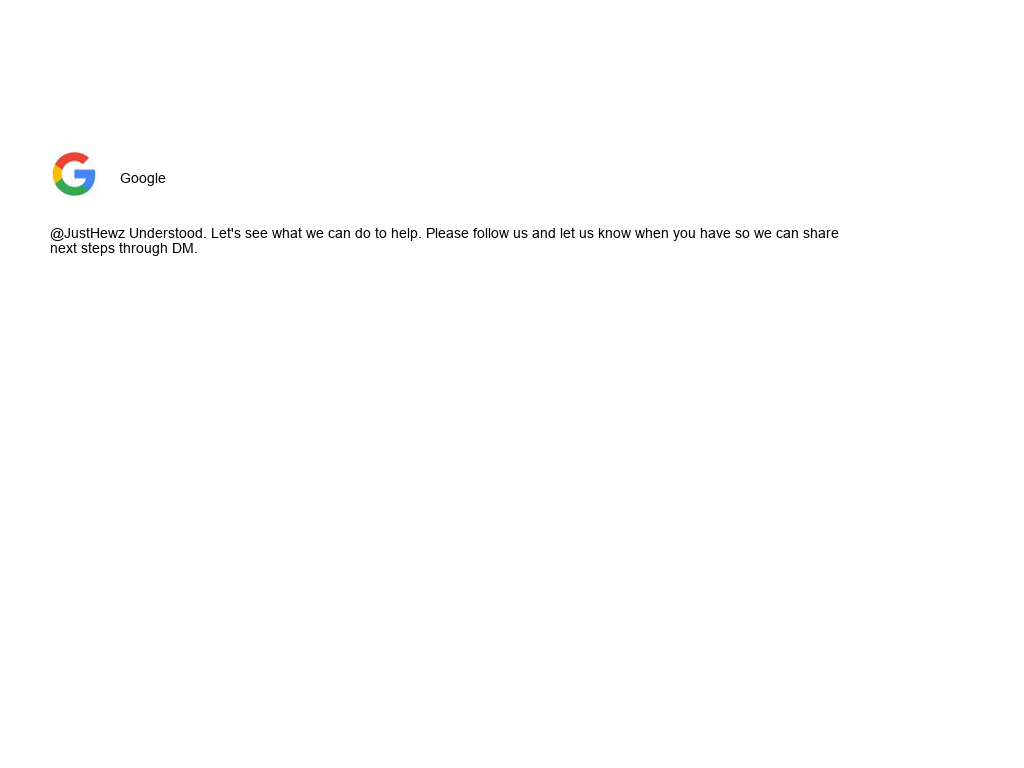 Google
@JustHewz Understood. Let's see what we can do to help. Please follow us and let us know when you have so we can share
next steps through DM.